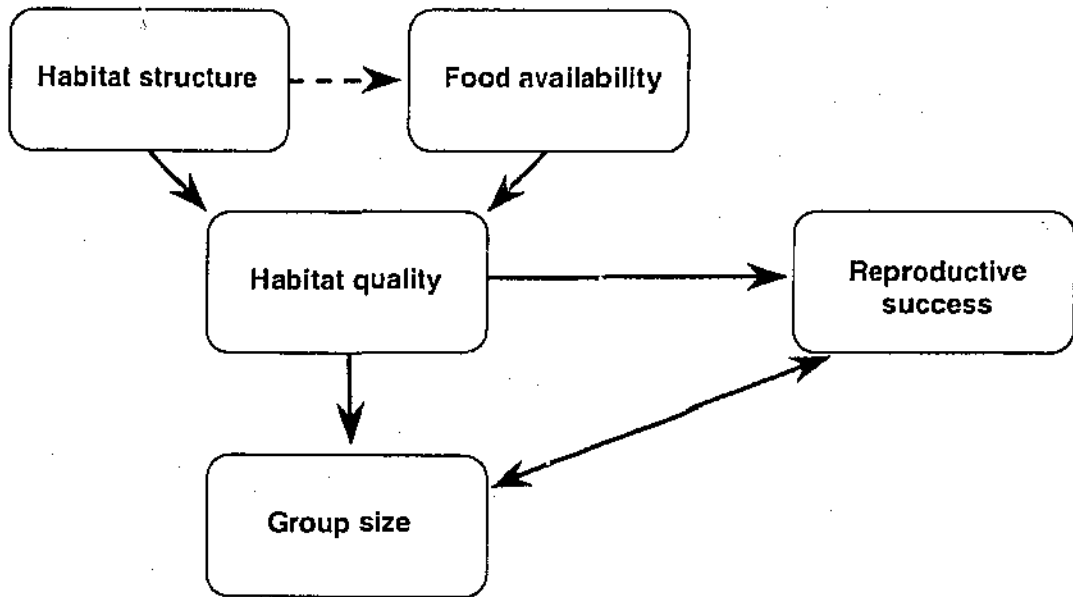 Habitat structure
Food availability
Habitat quality
Reproductive
success
Group size